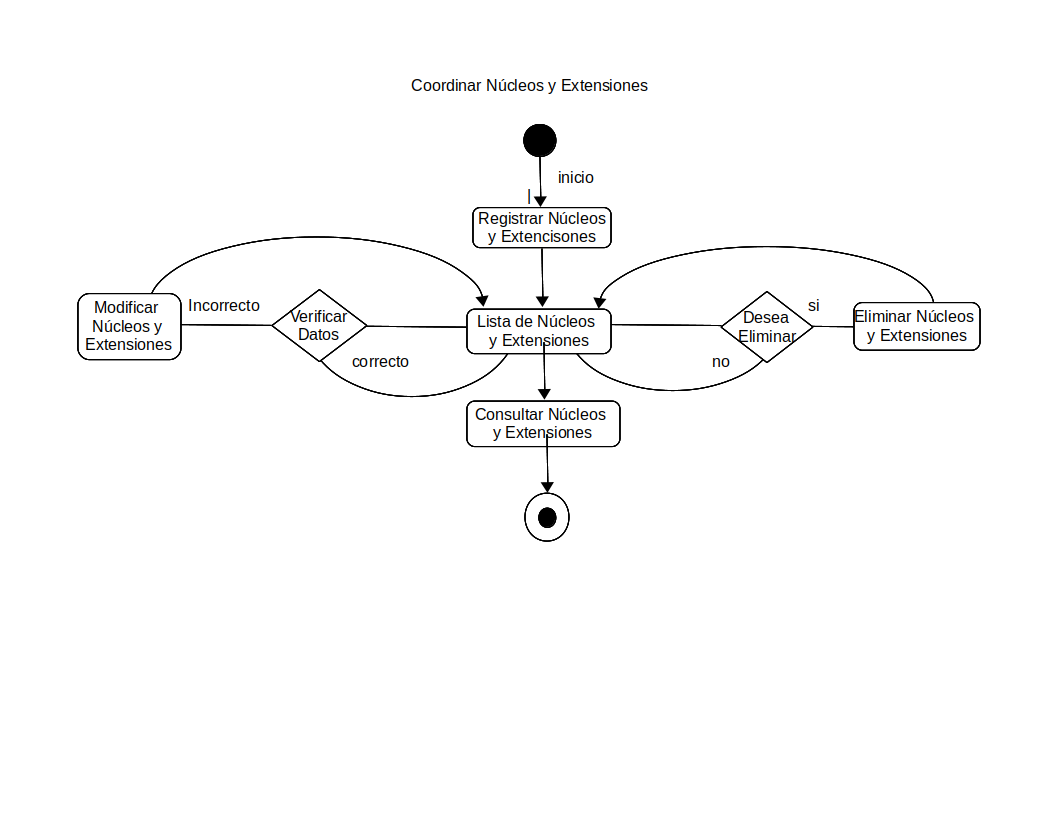 Coordinar Núcleos y Extensiones
inicio
|
Registrar Núcleos
y Extencisones
Modificar
Núcleos y
Extensiones
Incorrecto
Verificar
Datos
correcto
Lista de Núcleos
y Extensiones
Desea
Eliminar
si
no
Eliminar Núcleos
y Extensiones
Consultar Núcleos
y Extensiones